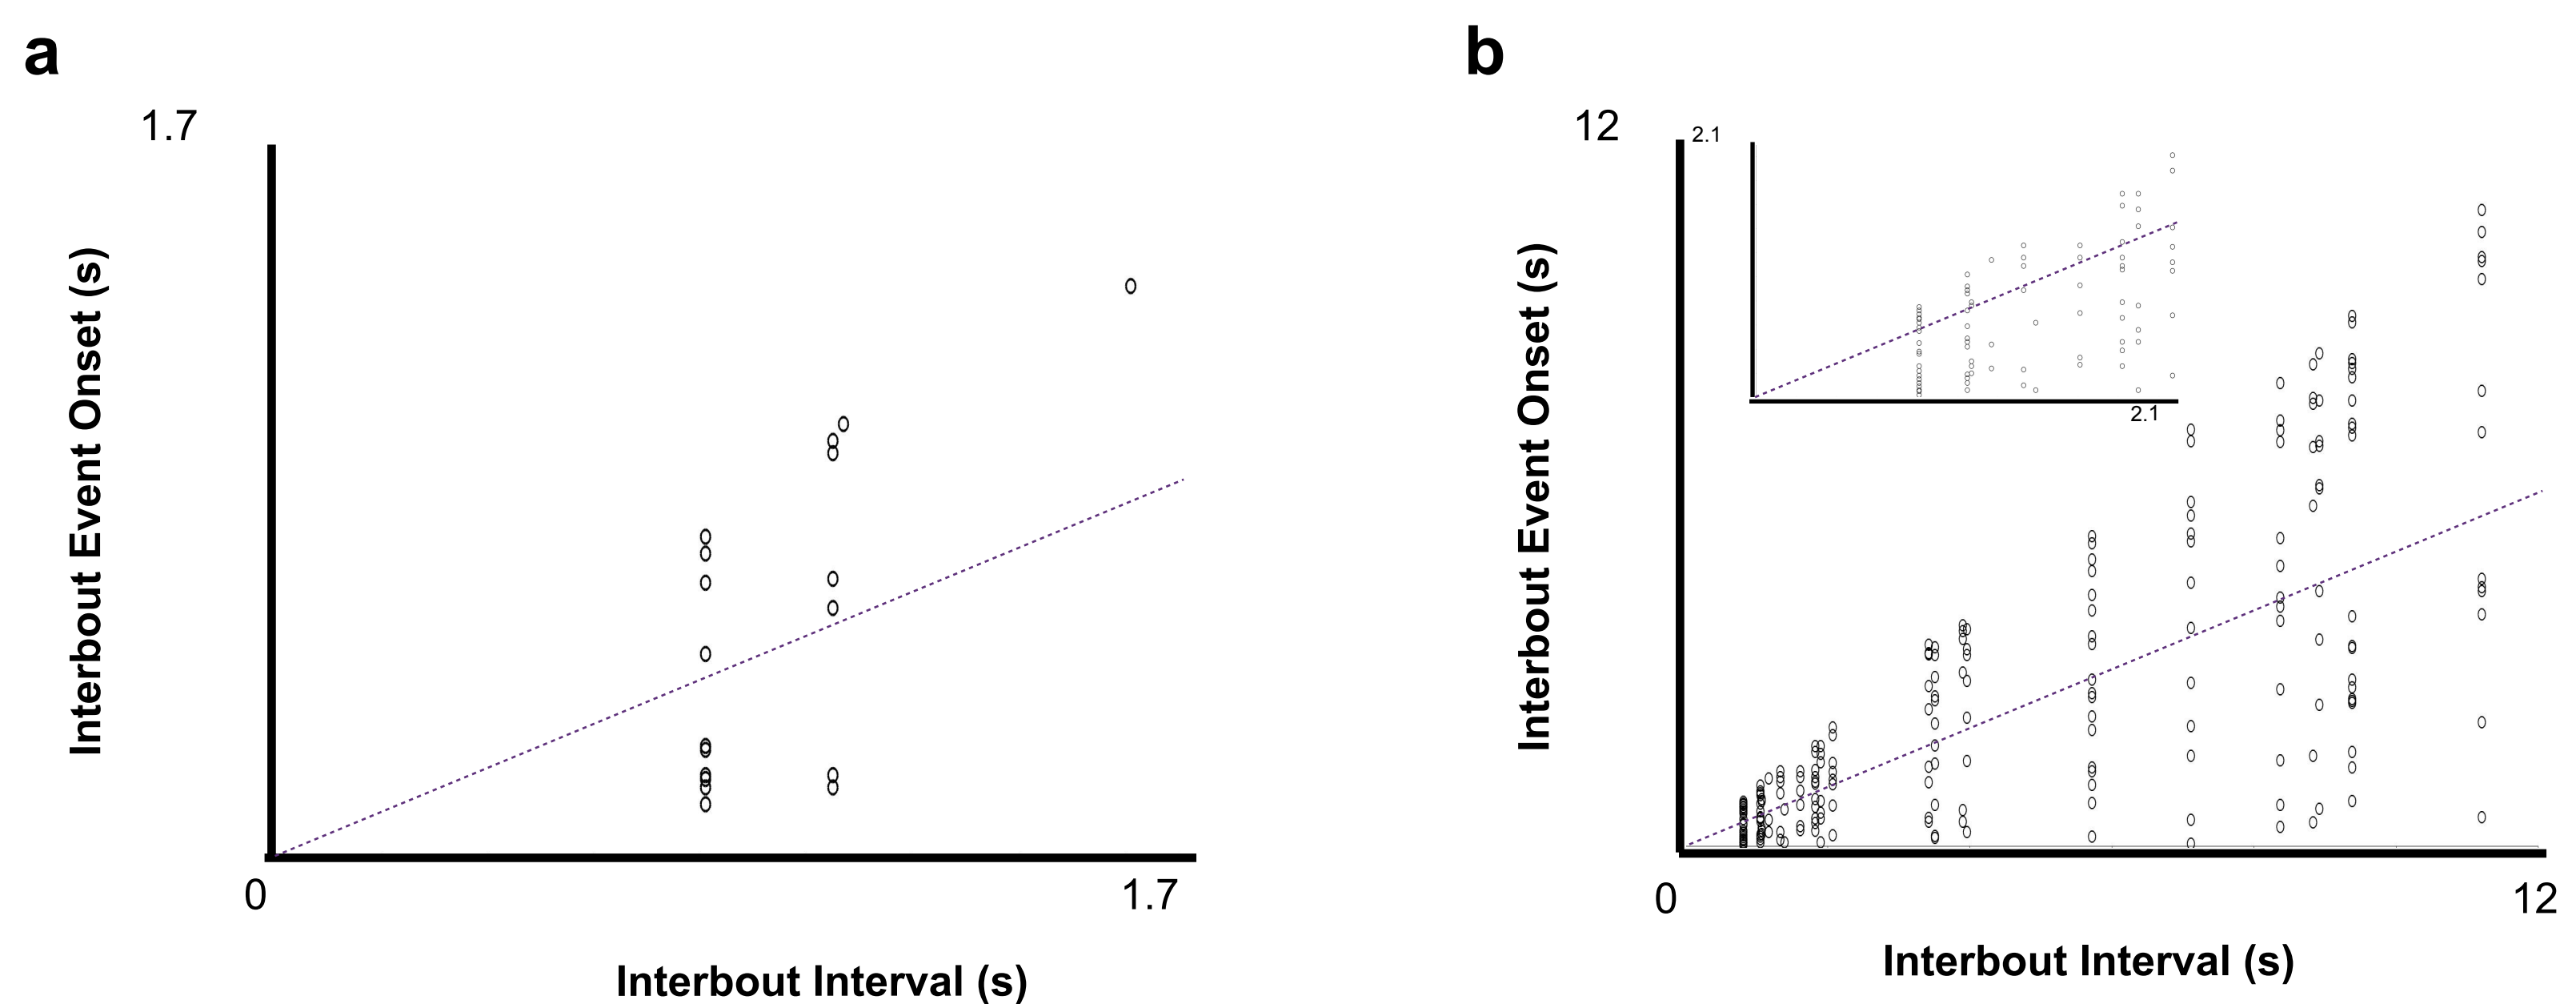 a
1.7
Interbout Event Onset (s)
0
1.7
Interbout Interval (s)
b
12
2.1
2.1
Interbout Event Onset (s)
0
12
Interbout Interval (s)